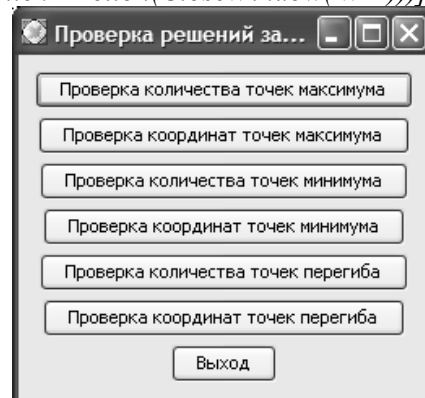 Проверка решений за...
Проверка количества точек максимума
Проверка координат точек максимума
Проверка количества точек минимума
Проверка координат точек минимума
Проверка количества точек перегиба
Проверка координат точек перегиба
Выход